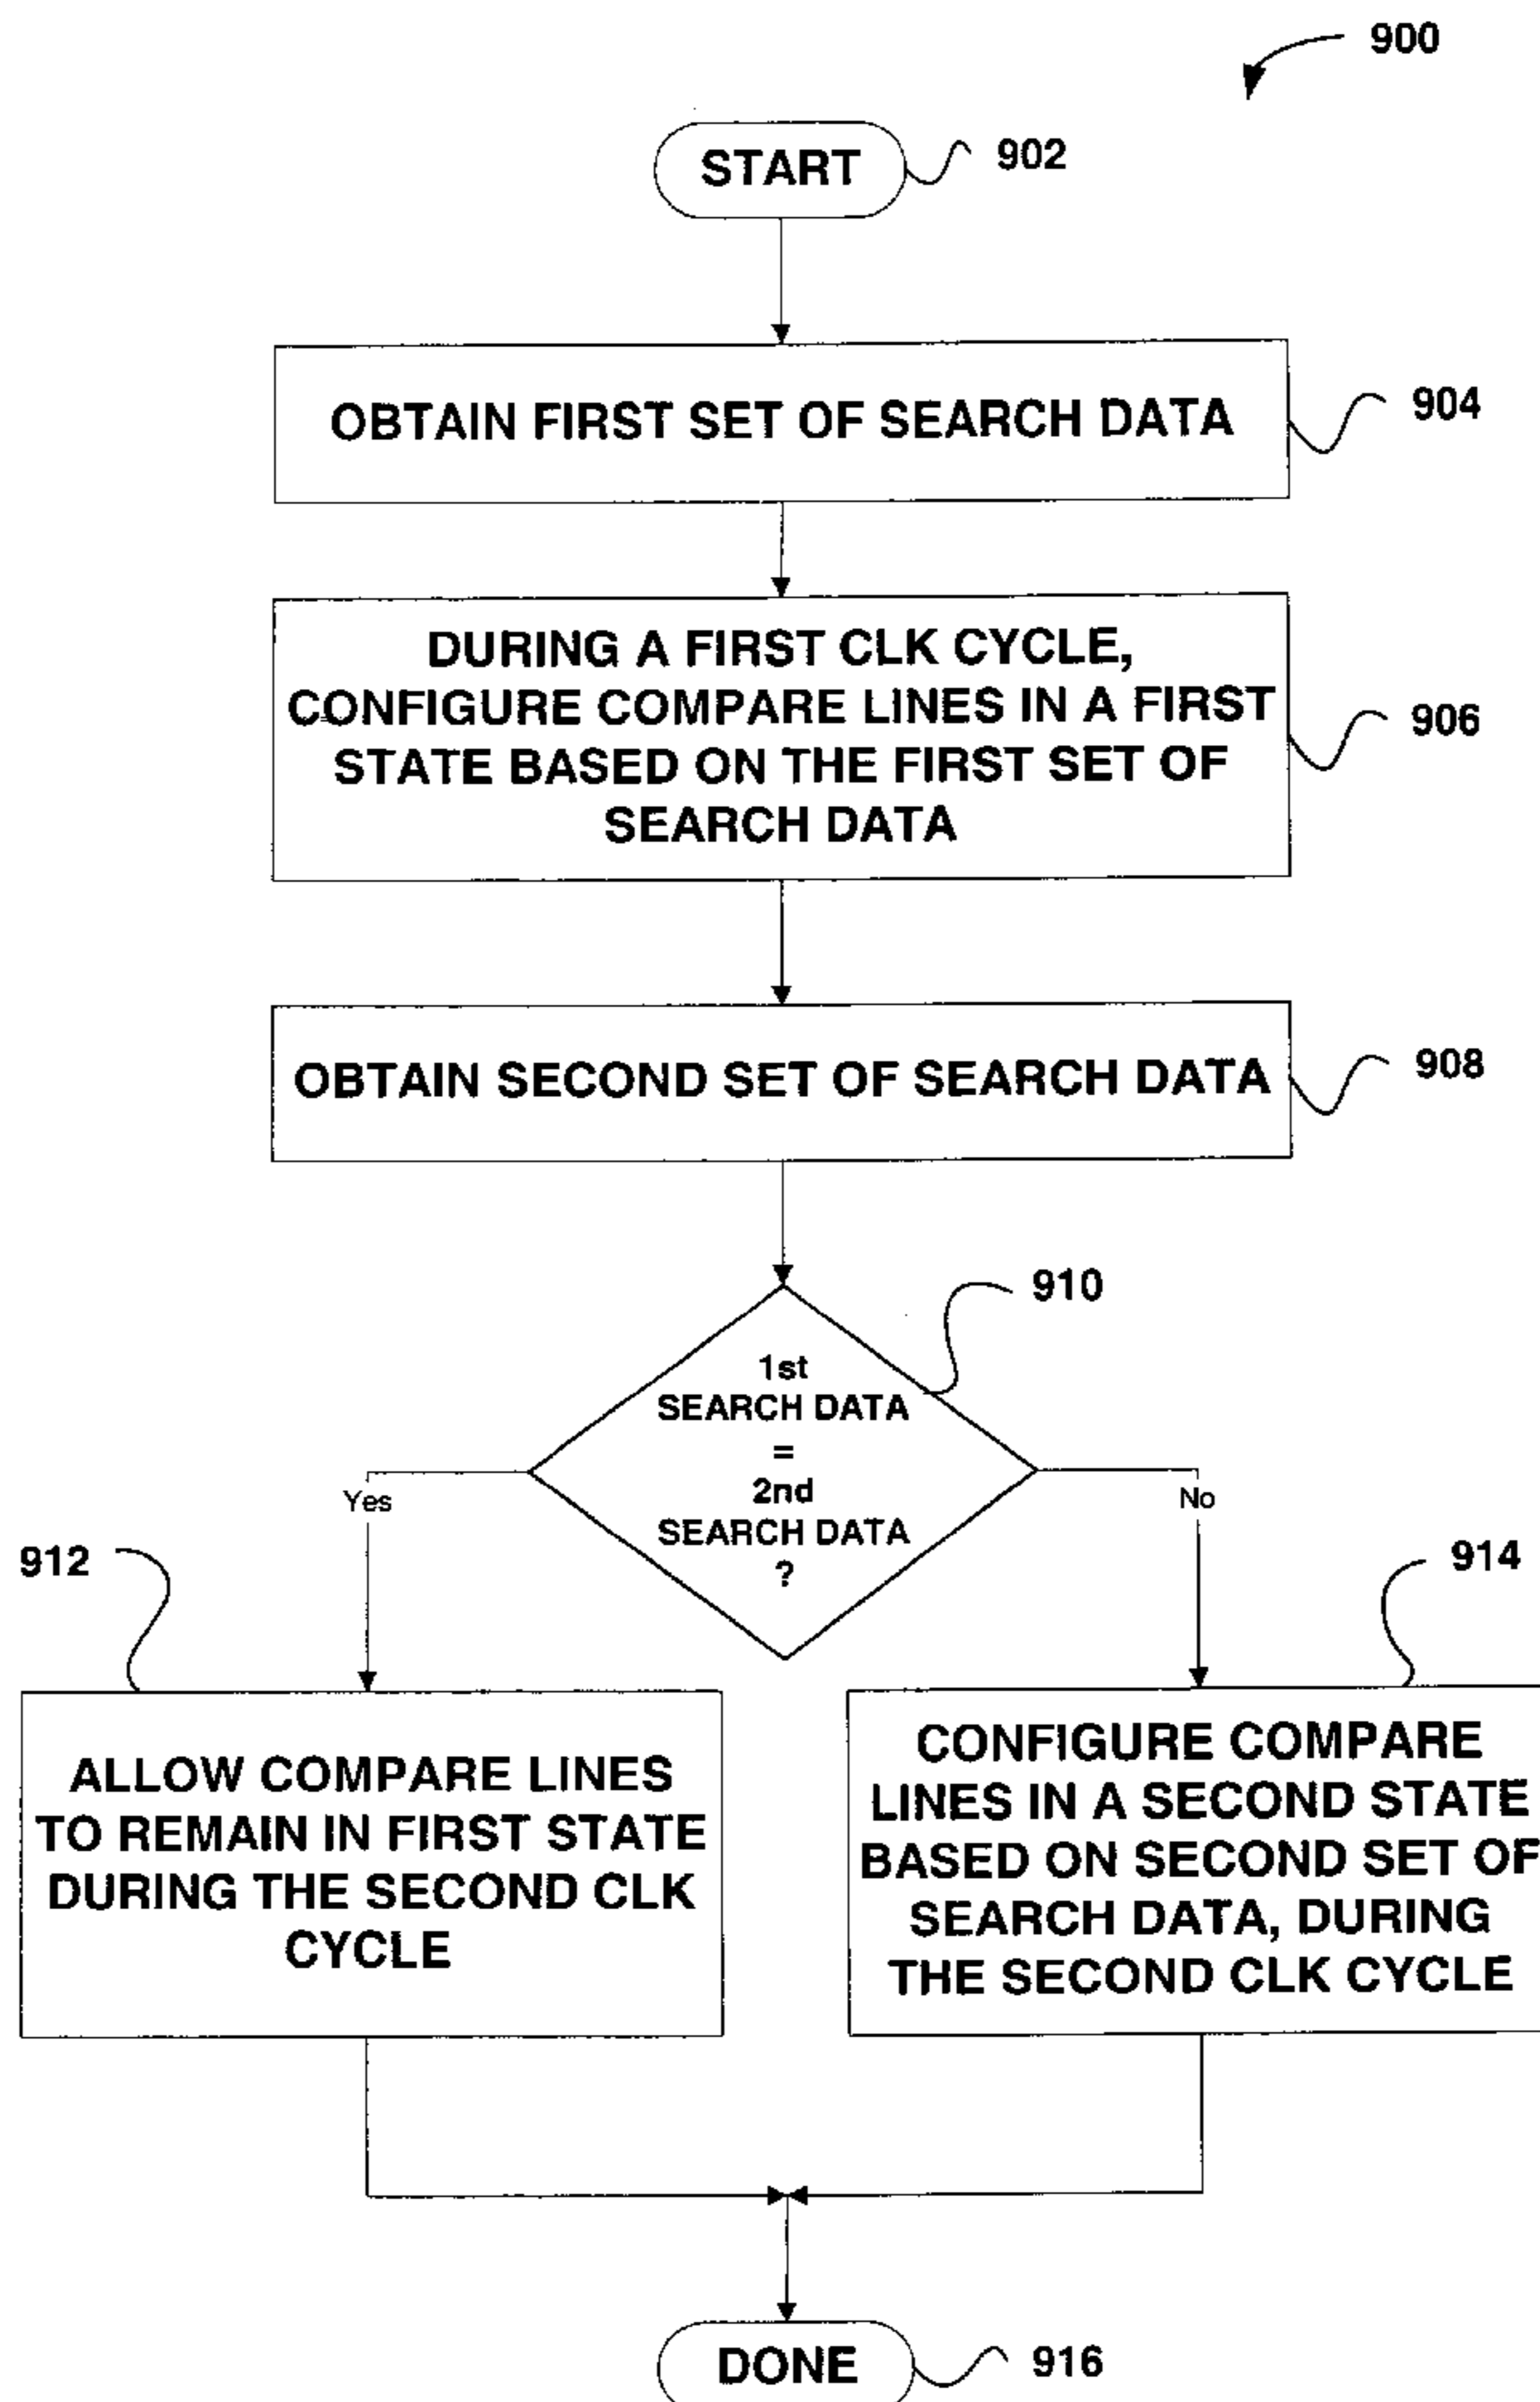 900
START
902
OBTAIN FIRST SET OF SEARCH DATA
904
DURING A FIRST CLK CYCLE,
CONFIGURE COMPARE LINES IN A FIRST
STATE BASED ON THE FIRST SET OF
SEARCH DATA
906
OBTAIN SECOND SET OF SEARCH DATA
908
910
1st
SEARCH DATA
=
2nd
SEARCH DATA
?
Yes
No
912
914
ALLOW COMPARE LINES
TO REMAIN IN FIRST STATE
DURING THE SECOND CLK
CYCLE
CONFIGURE COMPARE
LINES IN A SECOND STATE
BASED ON SECOND SET OF
SEARCH DATA, DURING
THE SECOND CLK CYCLE
DONE
916